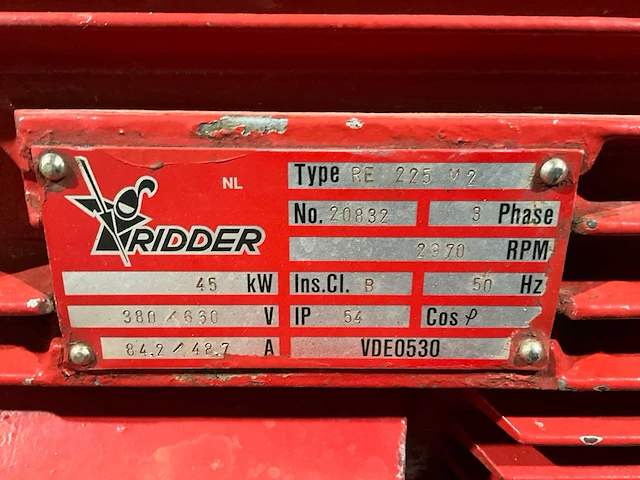 NL
RIDDER
Type RE 225 M2
No. 20832
3 Phase
2970 RPM
45 kW
Ins.Cl. B
50 Hz
380/660 V
IP 54
Cos φ
84.2/48.7 A
VDE0530